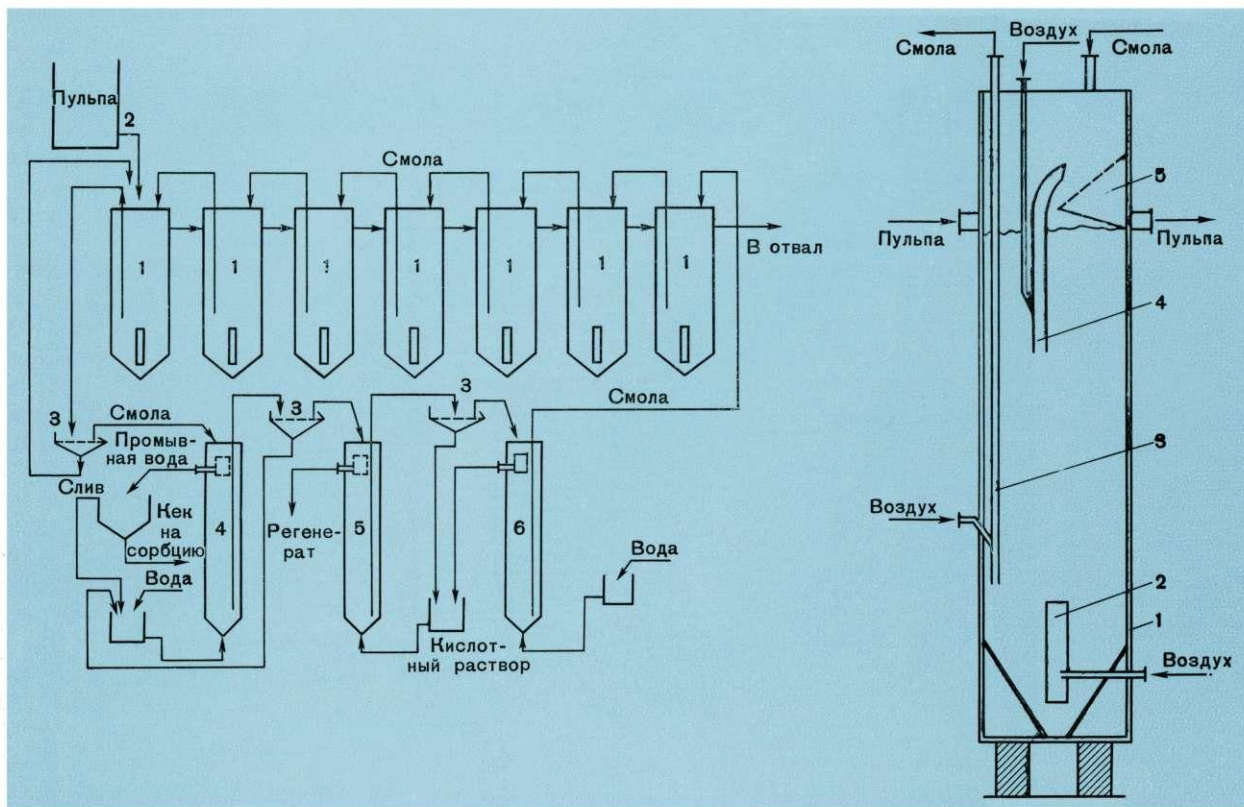 Пульпа
2
Смола
1
1
1
1
1
1
1
В отвал
3
Смола
Промыв-
ная вода
Слив
Кек
на
сорбцию
Вода
4
3
Регене-
рат
5
3
Смола
6
Вода
Кислот-
ный раствор
Смола
Воздух
Смола
5
Пульпа
Пульпа
4
3
Воздух
2
1
Воздух